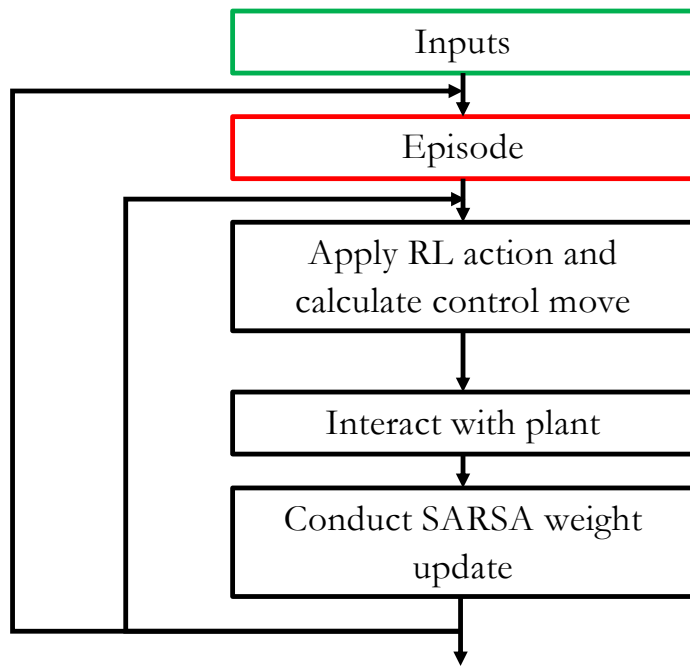 Inputs
Episode
Apply RL action and
calculate control move
Interact with plant
Conduct SARSA weight
update